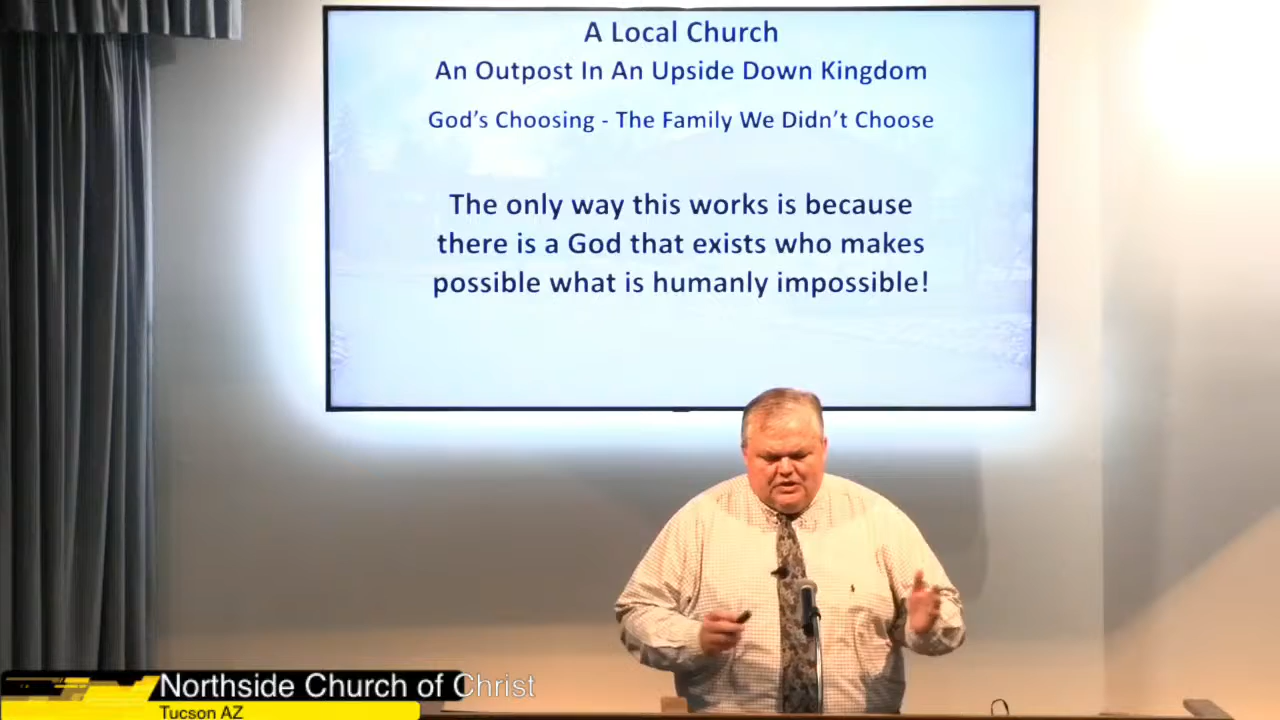 A Local Church
An Outpost In An Upside Down Kingdom
God's Choosing - The Family We Didn't Choose
The only way this works is because
there is a God that exists who makes
possible what is humanly impossible!
Northside Church of Christ
Tucson AZ